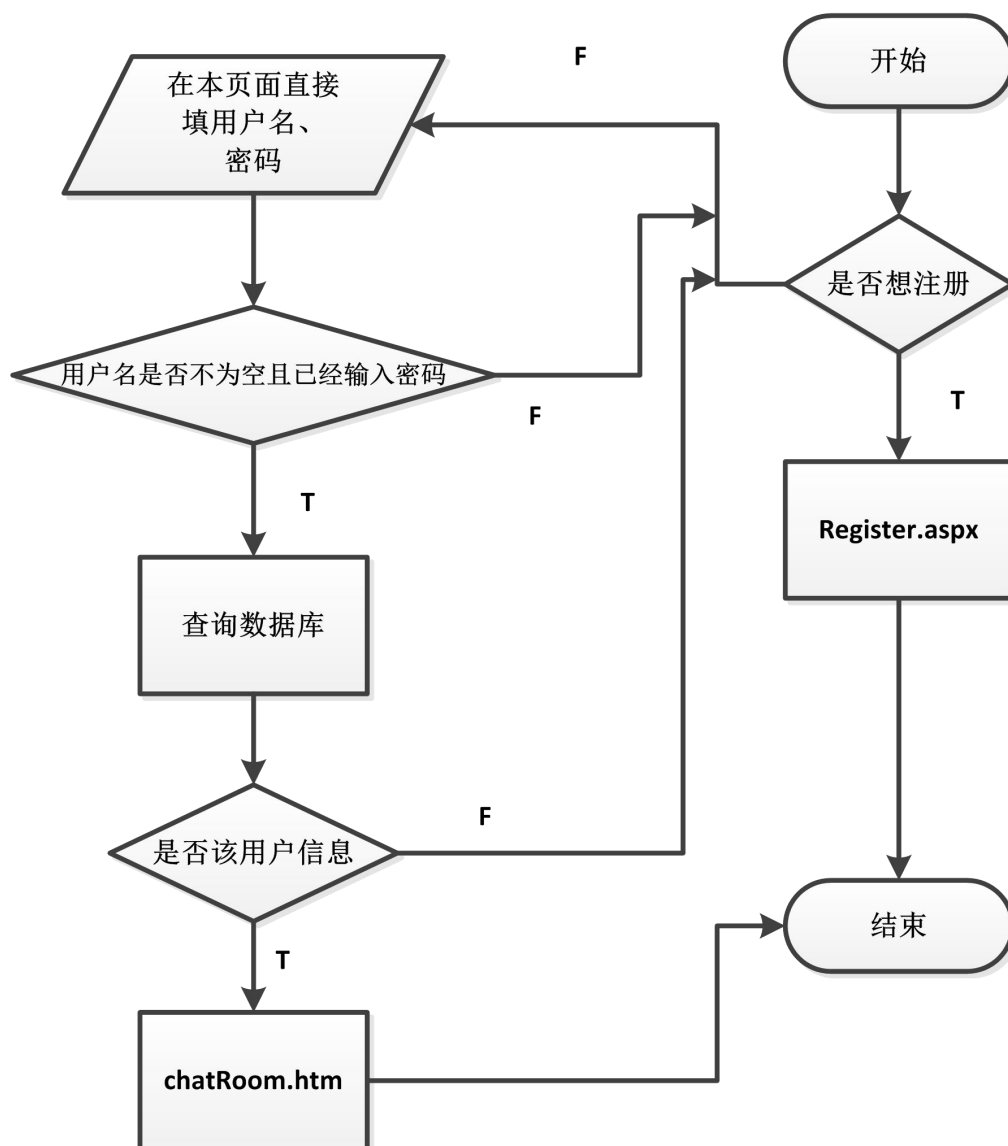 开始
是否想注册
T
Register.aspx
F
在本页面直接
填用户名、
密码
用户名是否不为空且已经输入密码
F
T
查询数据库
是否该用户信息
F
T
chatRoom.htm
结束